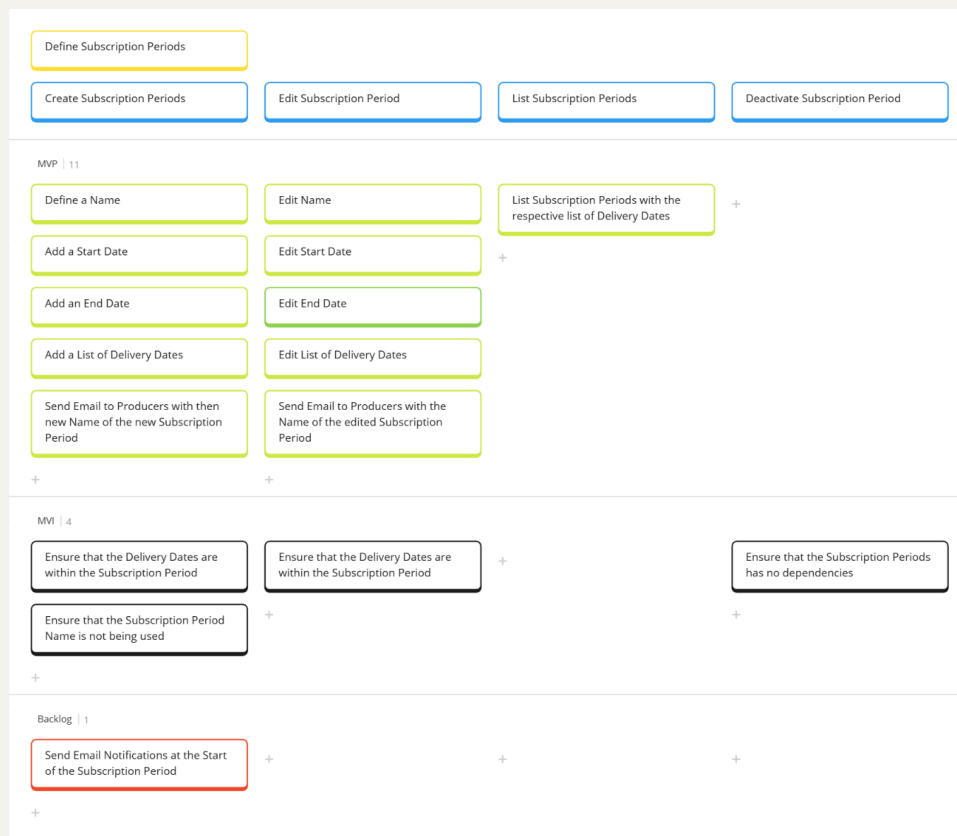 Define Subscription Periods
Create Subscription Periods
Edit Subscription Period
List Subscription Periods
Deactivate Subscription Period
MVP 11
Define a Name
Edit Name
List Subscription Periods with the
respective list of Delivery Dates
+
Add a Start Date
Edit Start Date
+
Add an End Date
Edit End Date
Add a List of Delivery Dates
Edit List of Delivery Dates
Send Email to Producers with then
new Name of the new Subscription
Period
Send Email to Producers with the
Name of the edited Subscription
Period
+
+
MVI 4
Ensure that the Delivery Dates are
within the Subscription Period
Ensure that the Delivery Dates are
within the Subscription Period
+
Ensure that the Subscription Periods
has no dependencies
Ensure that the Subscription Period
Name is not being used
+
+
+
Backlog 1
Send Email Notifications at the Start
of the Subscription Period
+
+
+
+